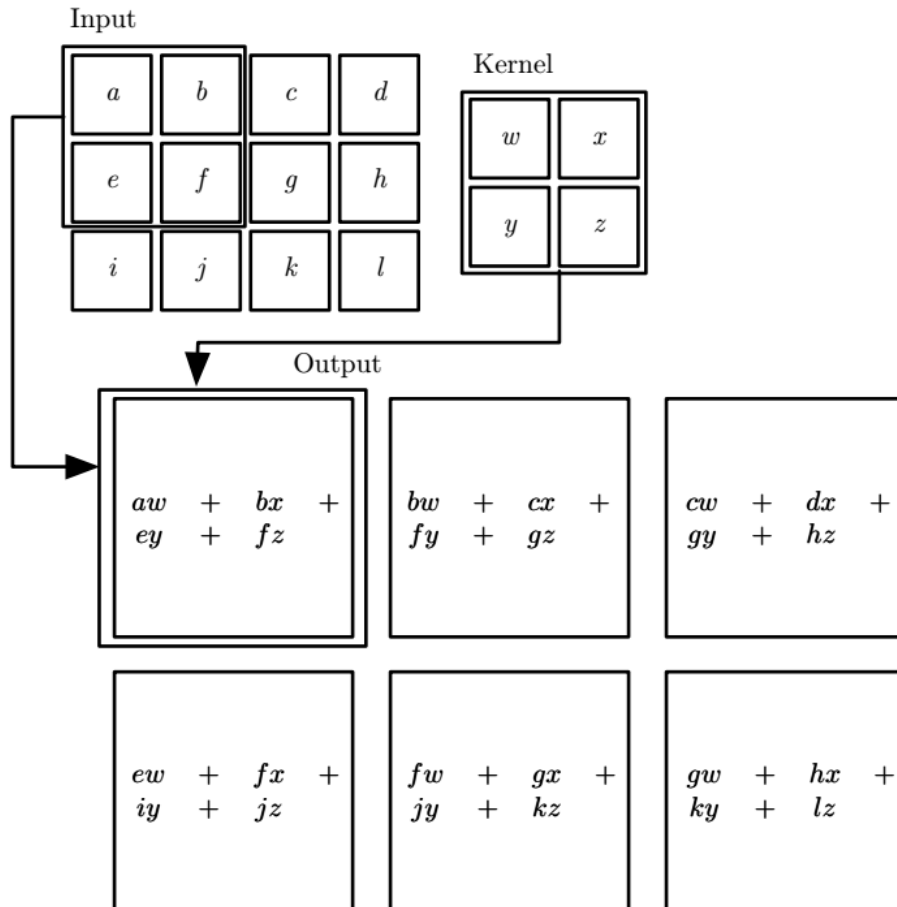 Input
Kernel
a b c d
e f g h
i j k l
w x
y z
Output
aw + bx +
ey + fz
bw + cx +
fy + gz
cw + dx +
gy + hz
ew + fx +
iy + jz
fw + gx +
jy + kz
gw + hx +
ky + lz